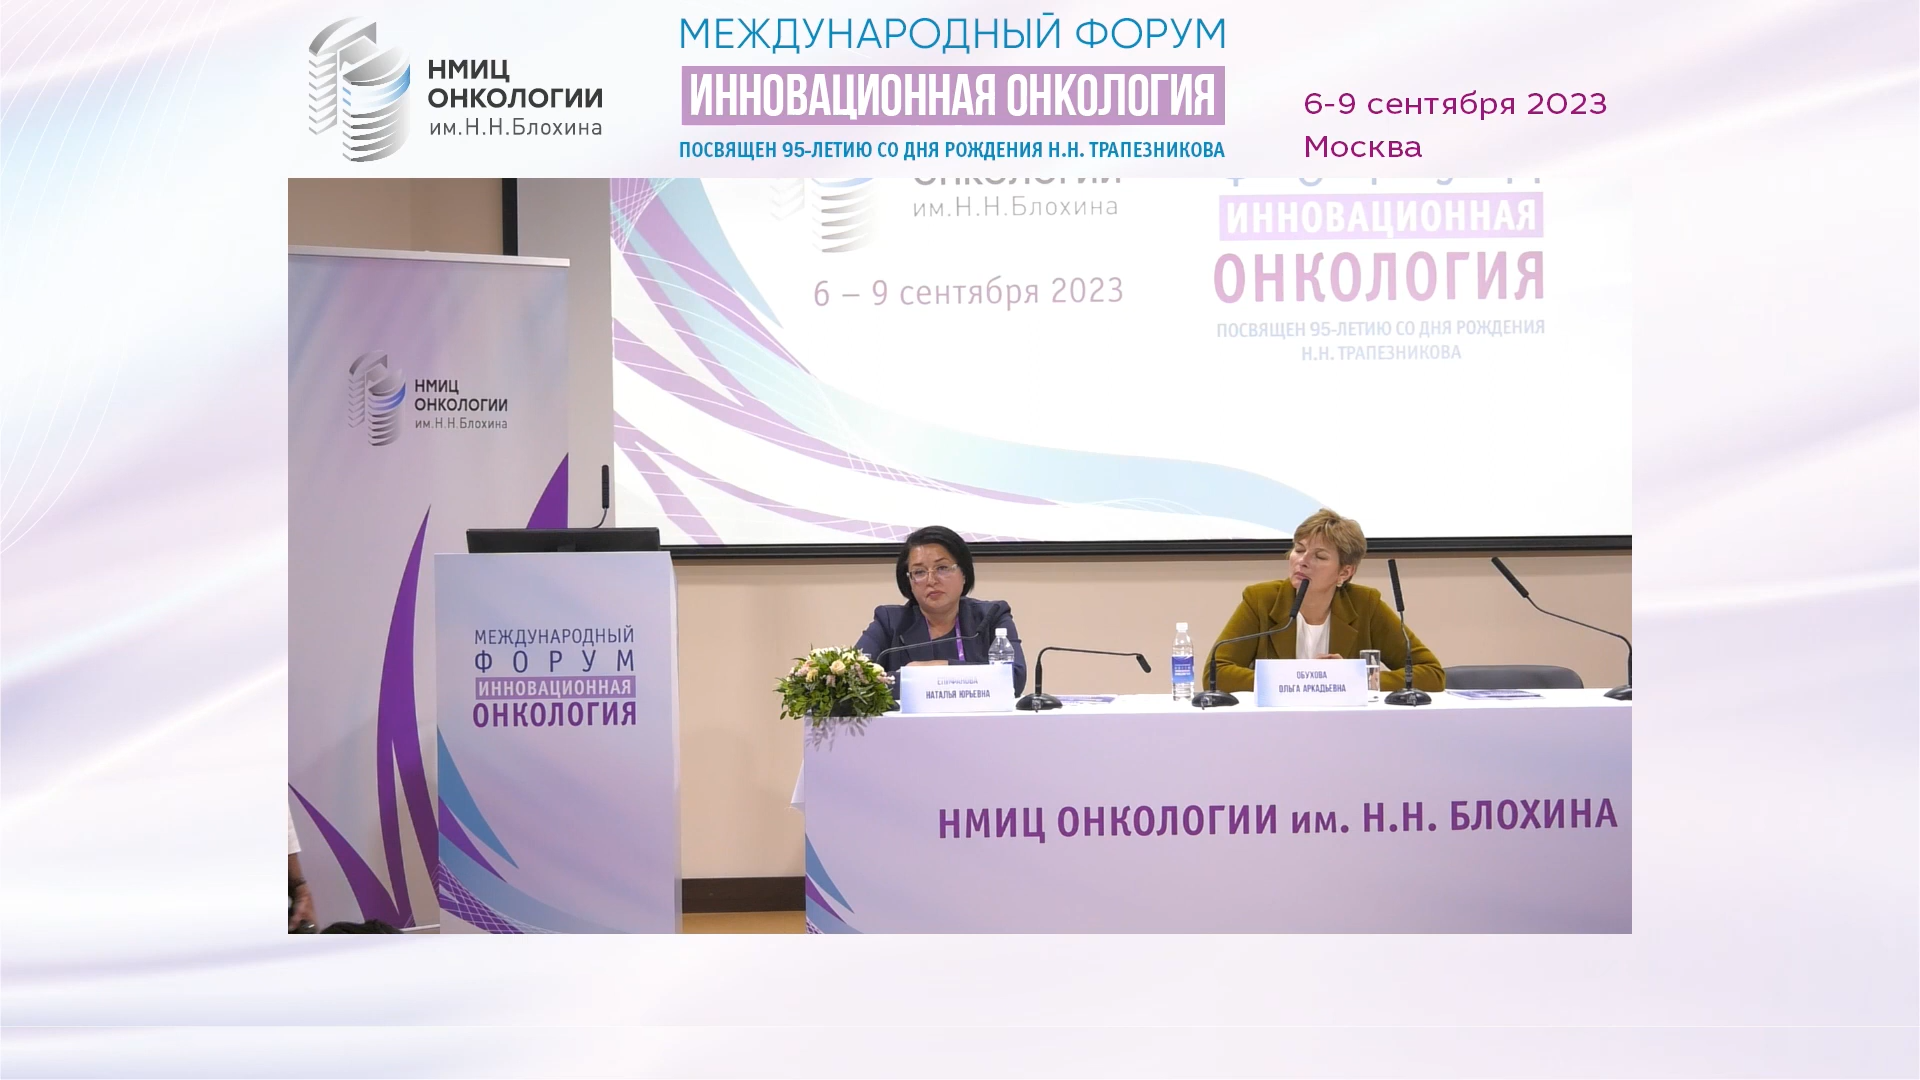 НМИЦ
ОНКОЛОГИИ
им.Н.Н.Блохина
МЕЖДУНАРОДНЫЙ ФОРУМ
ИННОВАЦИОННАЯ ОНКОЛОГИЯ
ПОСВЯЩЕН 95-ЛЕТИЮ СО ДНЯ РОЖДЕНИЯ Н.Н. ТРАПЕЗНИКОВА
6-9 сентября 2023
Москва
ОНКОЛОГИИ
им.Н.Н.Блохина
6 – 9 сентября 2023
ИННОВАЦИОННАЯ
ОНКОЛОГИЯ
ПОСВЯЩЕН 95-ЛЕТИЮ СО ДНЯ РОЖДЕНИЯ
Н.Н. ТРАПЕЗНИКОВА
НМИЦ
ОНКОЛОГИИ
им.Н.Н.Блохина
МЕЖДУНАРОДНЫЙ
ФОРУМ
ИННОВАЦИОННАЯ
ОНКОЛОГИЯ
НАТАЛЬЯ ЮРЬЕВНА
ОБУХОВА
ОЛЬГА АРКАДЬЕВНА
НМИЦ ОНКОЛОГИИ им. Н.Н. БЛОХИНА